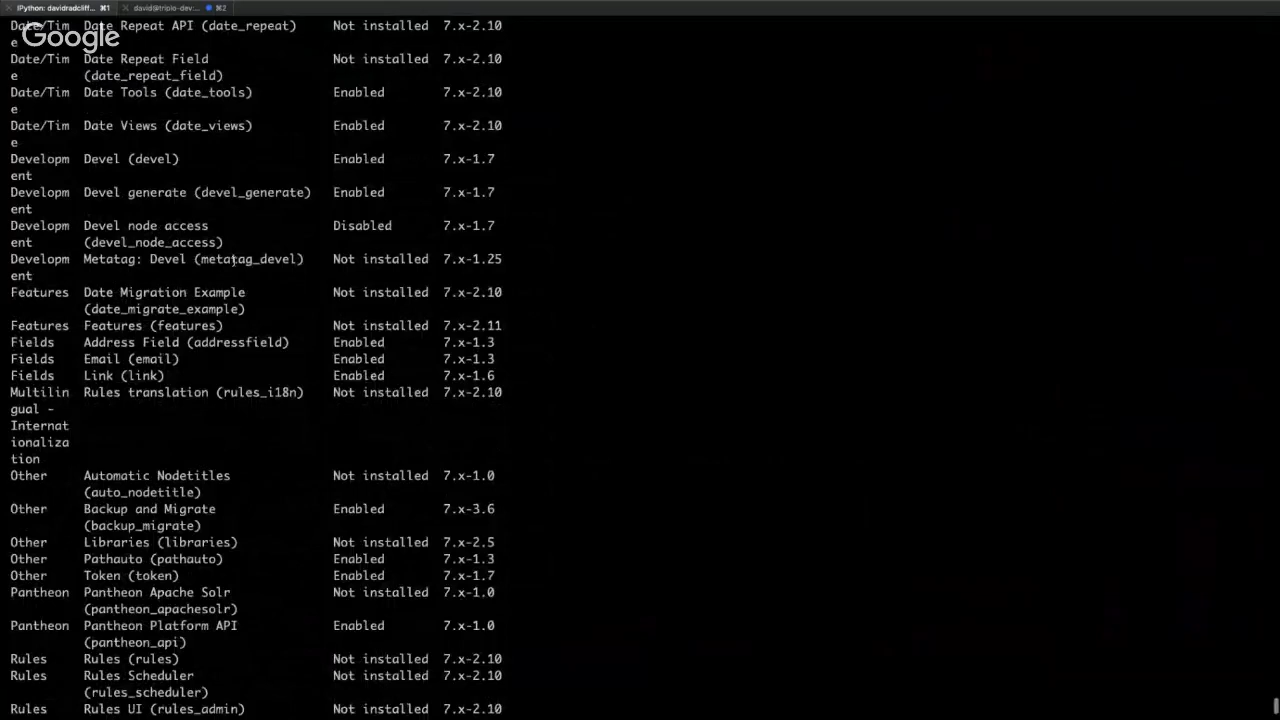 IPython: davidradcliff... ⌘1 david@triplo-dev:... ⌘2
Google
Date/Tim Date Repeat API (date_repeat) Not installed 7.x-2.10
e
Date/Tim Date Repeat Field Not installed 7.x-2.10
e (date_repeat_field)
Date/Tim Date Tools (date_tools) Enabled 7.x-2.10
e
Date/Tim Date Views (date_views) Enabled 7.x-2.10
e
Developm Devel (devel) Enabled 7.x-1.7
ent
Developm Devel generate (devel_generate) Enabled 7.x-1.7
ent
Developm Devel node access Disabled 7.x-1.7
ent (devel_node_access)
Developm Metatag: Devel (metatag_devel) Not installed 7.x-1.25
ent
Features Date Migration Example Not installed 7.x-2.10
(date_migrate_example)
Features Features (features) Not installed 7.x-2.11
Fields Address Field (addressfield) Enabled 7.x-1.3
Fields Email (email) Enabled 7.x-1.3
Fields Link (link) Enabled 7.x-1.6
Multilin Rules translation (rules_i18n) Not installed 7.x-2.10
gual -
Internat
ionaliza
tion
Other Automatic Nodetitles Not installed 7.x-1.0
(auto_nodetitle)
Other Backup and Migrate Enabled 7.x-3.6
(backup_migrate)
Other Libraries (libraries) Not installed 7.x-2.5
Other Pathauto (pathauto) Enabled 7.x-1.3
Other Token (token) Enabled 7.x-1.7
Pantheon Pantheon Apache Solr Not installed 7.x-1.0
(pantheon_apachesolr)
Pantheon Pantheon Platform API Enabled 7.x-1.0
(pantheon_api)
Rules Rules (rules) Not installed 7.x-2.10
Rules Rules Scheduler Not installed 7.x-2.10
(rules_scheduler)
Rules Rules UI (rules_admin) Not installed 7.x-2.10